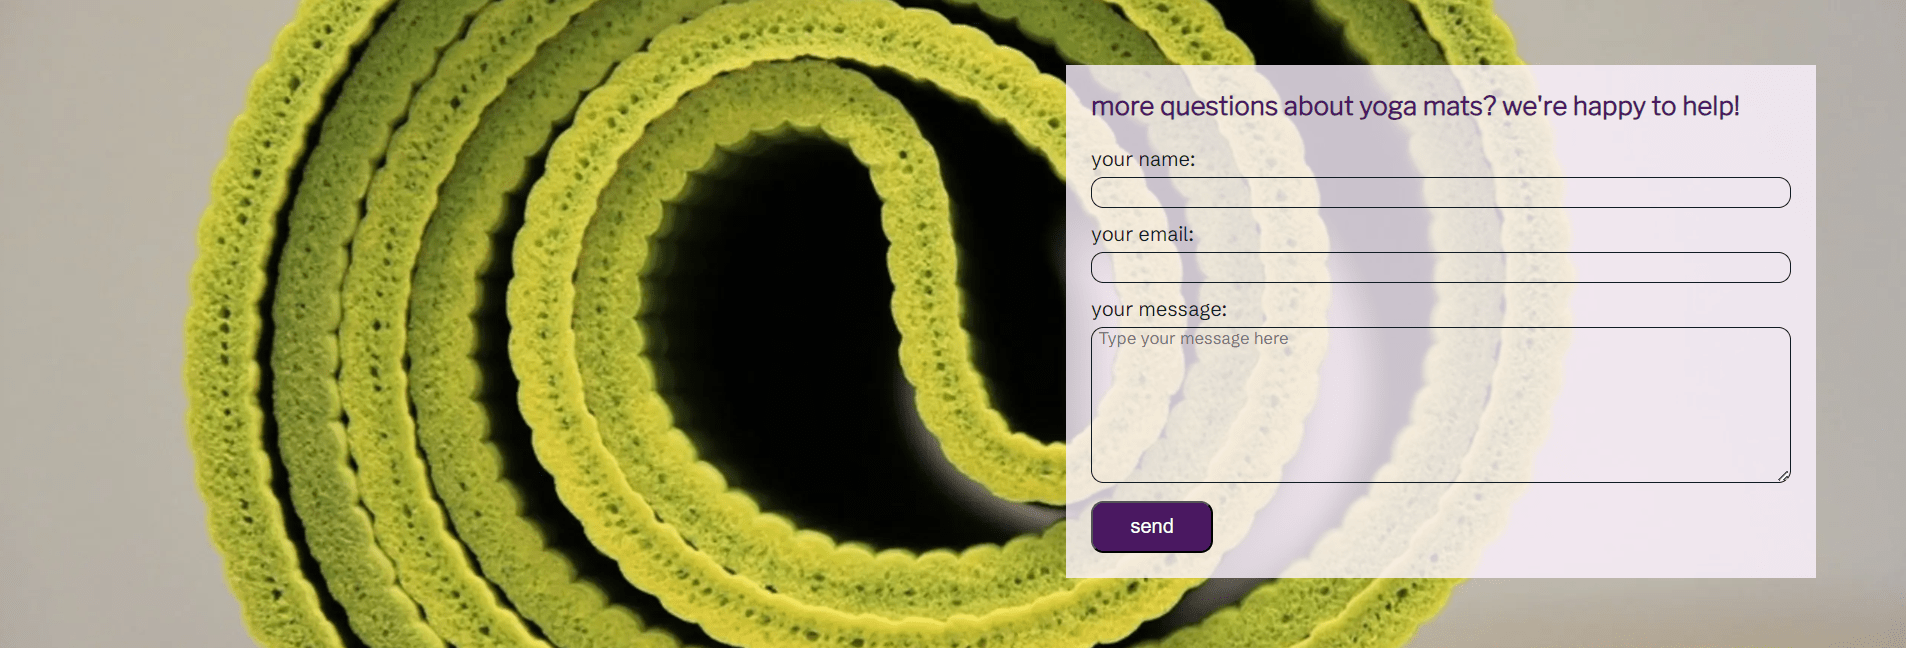 more questions about yoga mats? we're happy to help!
your name:
your email:
your message:
Type your message here
send